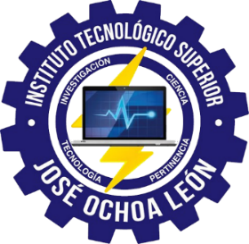 · INSTITUTO TECNOLÓGICO SUPERIOR ·
JOSÉ OCHOA LEÓN
INVESTIGACIÓN
CIENCIA
TECNOLOGÍA
PERTINENCIA